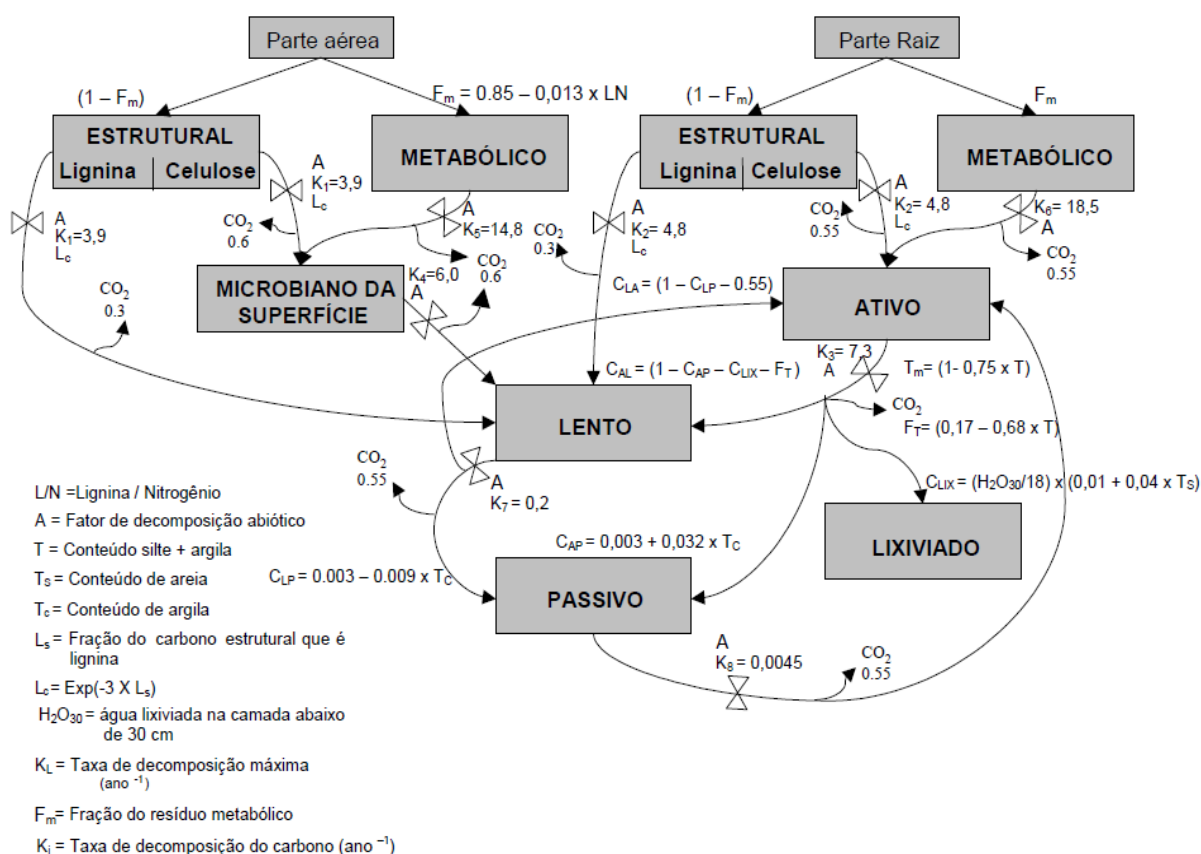 Parte aérea
Parte Raiz
(1 – Fm)
Fm = 0.85 – 0,013 x LN
(1 – Fm)
Fm
ESTRUTURAL
Lignina | Celulose
METABÓLICO
ESTRUTURAL
Lignina | Celulose
METABÓLICO
A
K1=3,9
Lc
A
K1=3,9
Lc
CO2
0.6
A
K5=14,8
CO2
0.6
CO2
0.3
A
K2= 4,8
Lc
CO2
0.3
A
K2= 4,8
Lc
CO2
0.55
K6= 18,5
A
CO2
0.55
MICROBIANO DA
SUPERFÍCIE
K4=6,0
A
CLA = (1 – CLP – 0.55)
ATIVO
K3= 7,3
A
Tm = (1- 0,75 x T)
CAL = (1 – CAP – CLIX – FT)
CO2
FT= (0,17 – 0,68 x T)
LENTO
CO2
0.55
A
K7 = 0,2
CLIX = (H2O30/18) x (0,01 + 0,04 x TS)
LIXIVIADO
CAP = 0,003 + 0,032 x TC
CLP = 0.003 – 0.009 x TC
PASSIVO
A
K8 = 0,0045
CO2
0.55
L/N =Lignina / Nitrogênio
A = Fator de decomposição abiótico
T = Conteúdo silte + argila
TS = Conteúdo de areia
Tc = Conteúdo de argila
Ls = Fração do carbono estrutural que é
lignina
Lc = Exp(-3 X Ls)
H2O30 = água lixiviada na camada abaixo
de 30 cm
KL = Taxa de decomposição máxima
(ano -1)
Fm= Fração do resíduo metabólico
Ki = Taxa de decomposição do carbono (ano –1)